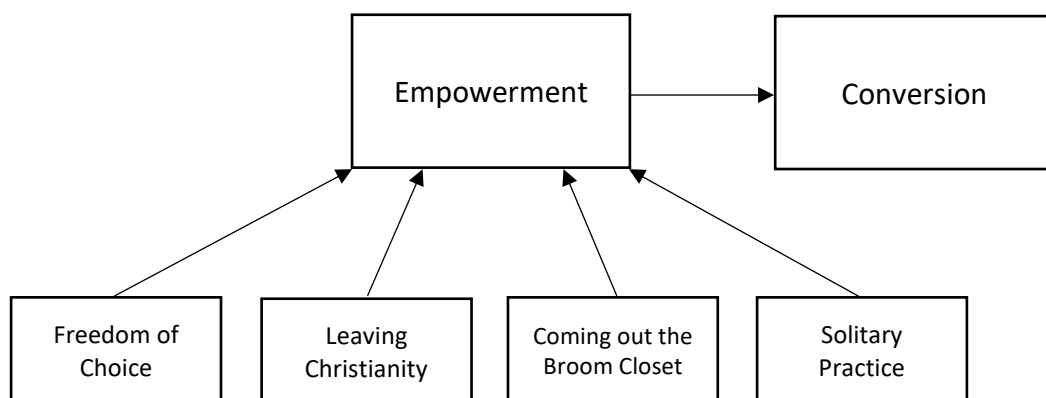 Empowerment
Conversion
Freedom of
Choice
Leaving
Christianity
Coming out the
Broom Closet
Solitary
Practice